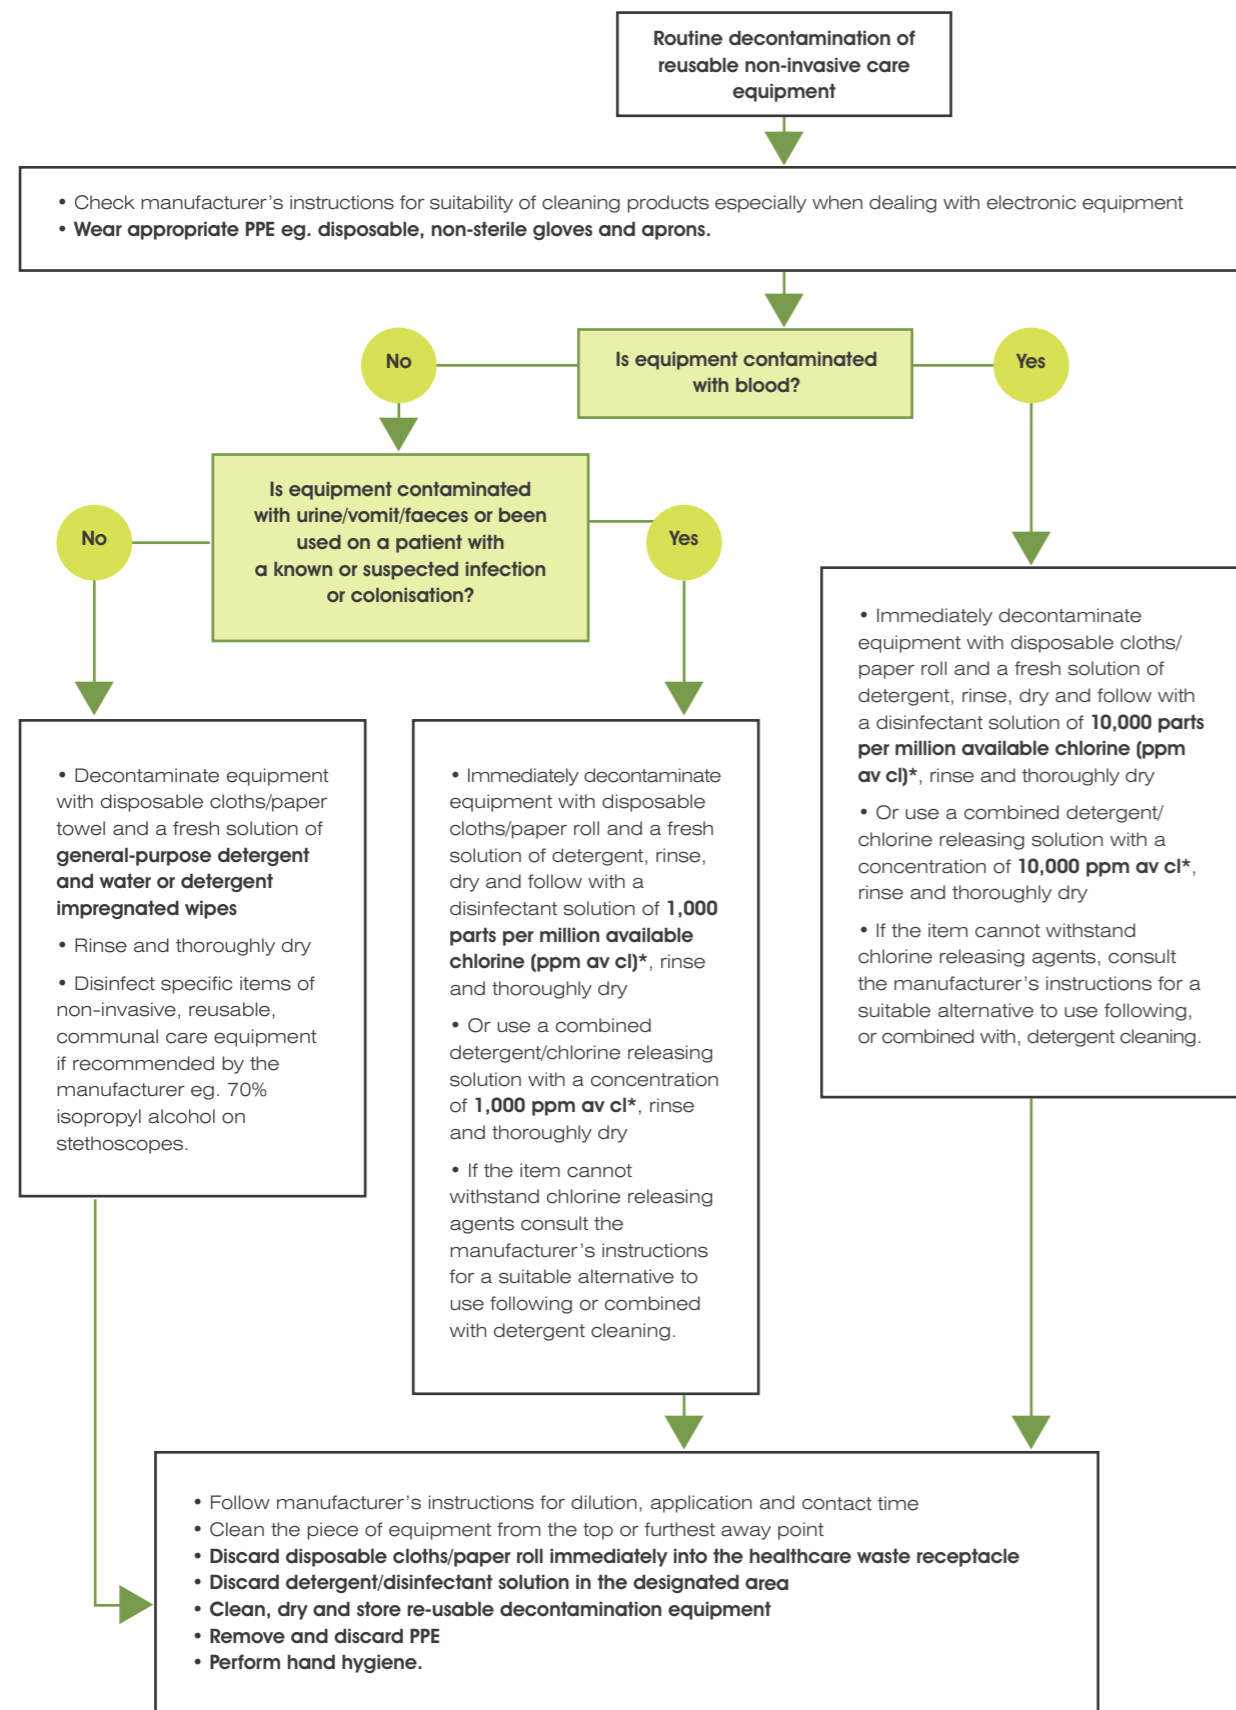 Routine decontamination of
reusable non-invasive care
equipment
• Check manufacturer's instructions for suitability of cleaning products especially when dealing with electronic equipment
• Wear appropriate PPE eg. disposable, non-sterile gloves and aprons.
Is equipment contaminated
with blood?
No
Yes
Is equipment contaminated
with urine/vomit/faeces or been
used on a patient with
a known or suspected infection
or colonisation?
No
Yes
• Decontaminate equipment
with disposable cloths/paper
towel and a fresh solution of
general-purpose detergent
and water or detergent
impregnated wipes
• Rinse and thoroughly dry
• Disinfect specific items of
non-invasive, reusable,
communal care equipment
if recommended by the
manufacturer eg. 70%
isopropyl alcohol on
stethoscopes.
• Immediately decontaminate
equipment with disposable
cloths/paper roll and a fresh
solution of detergent, rinse,
dry and follow with a
disinfectant solution of 1,000
parts per million available
chlorine (ppm av cl)*, rinse
and thoroughly dry
• Or use a combined
detergent/chlorine releasing
solution with a concentration
of 1,000 ppm av cl*, rinse
and thoroughly dry
• If the item cannot
withstand chlorine releasing
agents consult the
manufacturer's instructions
for a suitable alternative to
use following or combined
with detergent cleaning.
• Immediately decontaminate
equipment with disposable cloths/
paper roll and a fresh solution of
detergent, rinse, dry and follow with
a disinfectant solution of 10,000 parts
per million available chlorine (ppm
av cl)*, rinse and thoroughly dry
• Or use a combined detergent/
chlorine releasing solution with a
concentration of 10,000 ppm av cl*,
rinse and thoroughly dry
• If the item cannot withstand
chlorine releasing agents, consult
the manufacturer's instructions for a
suitable alternative to use following,
or combined with, detergent cleaning.
• Follow manufacturer's instructions for dilution, application and contact time
• Clean the piece of equipment from the top or furthest away point
• Discard disposable cloths/paper roll immediately into the healthcare waste receptacle
• Discard detergent/disinfectant solution in the designated area
• Clean, dry and store re-usable decontamination equipment
• Remove and discard PPE
• Perform hand hygiene.